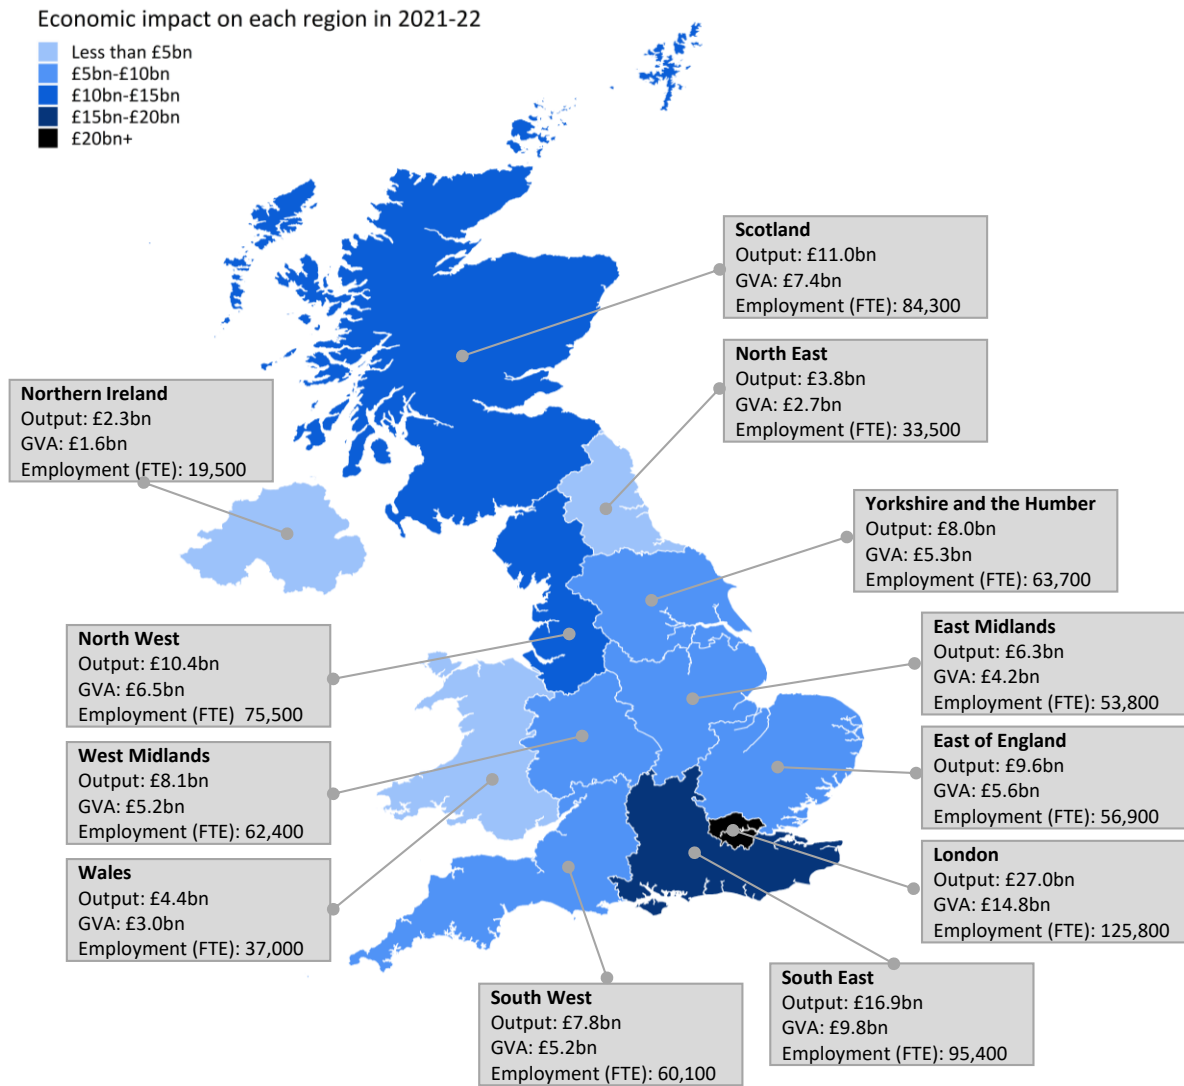 Economic impact on each region in 2021-22
Less than £5bn
£5bn-£10bn
£10bn-£15bn
£15bn-£20bn
£20bn+
Scotland
Output: £11.0bn
GVA: £7.4bn
Employment (FTE): 84,300
North East
Output: £3.8bn
GVA: £2.7bn
Employment (FTE): 33,500
Northern Ireland
Output: £2.3bn
GVA: £1.6bn
Employment (FTE): 19,500
Yorkshire and the Humber
Output: £8.0bn
GVA: £5.3bn
Employment (FTE): 63,700
North West
Output: £10.4bn
GVA: £6.5bn
Employment (FTE)  75,500
East Midlands
Output: £6.3bn
GVA: £4.2bn
Employment (FTE): 53,800
West Midlands
Output: £8.1bn
GVA: £5.2bn
Employment (FTE): 62,400
East of England
Output: £9.6bn
GVA: £5.6bn
Employment (FTE): 56,900
Wales
Output: £4.4bn
GVA: £3.0bn
Employment (FTE): 37,000
London
Output: £27.0bn
GVA: £14.8bn
Employment (FTE): 125,800
South West
Output: £7.8bn
GVA: £5.2bn
Employment (FTE): 60,100
South East
Output: £16.9bn
GVA: £9.8bn
Employment (FTE): 95,400